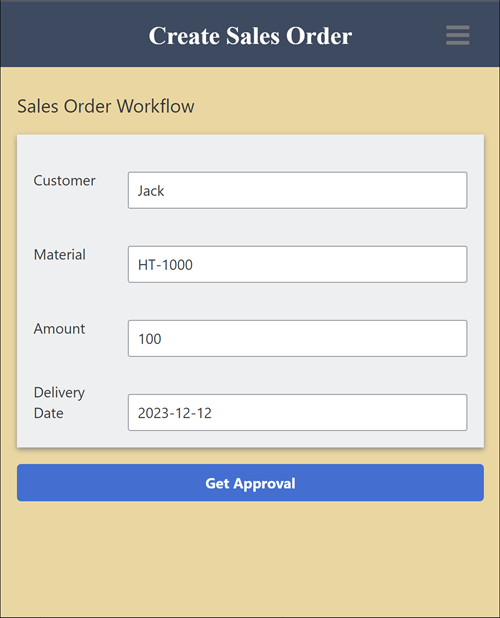 Create Sales Order
Sales Order Workflow
Customer
Jack
Material
HT-1000
Amount
100
Delivery
Date
2023-12-12
Get Approval